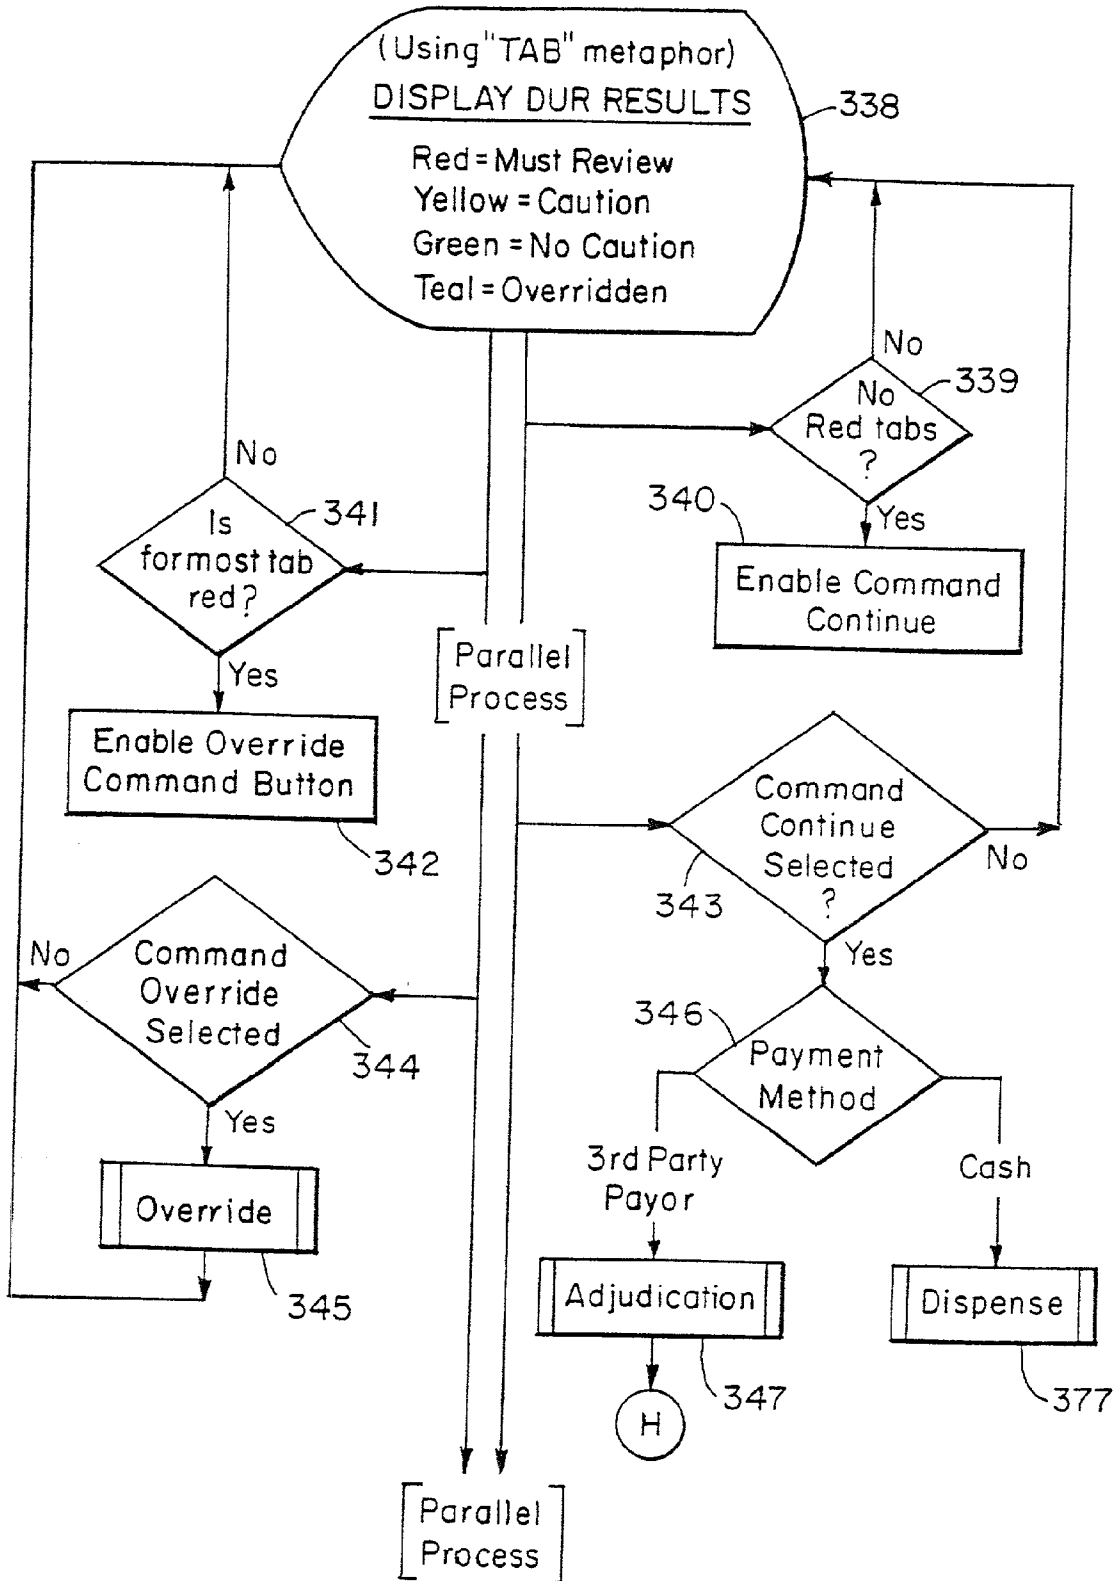 (Using "TAB" metaphor)
DISPLAY DUR RESULTS
338
Red = Must Review
Yellow = Caution
Green = No Caution
Teal = Overridden
No
339
No
Red tabs
?
Yes
340
Enable Command
Continue
No
341
Is
formost tab
red?
Yes
[Parallel
Process]
Enable Override
Command Button
342
Command
Continue
Selected
?
343
No
Yes
No
Command
Override
Selected
344
Yes
346
Payment
Method
3rd Party
Payor
Cash
Override
345
Adjudication
347
Dispense
377
H
[Parallel
Process]